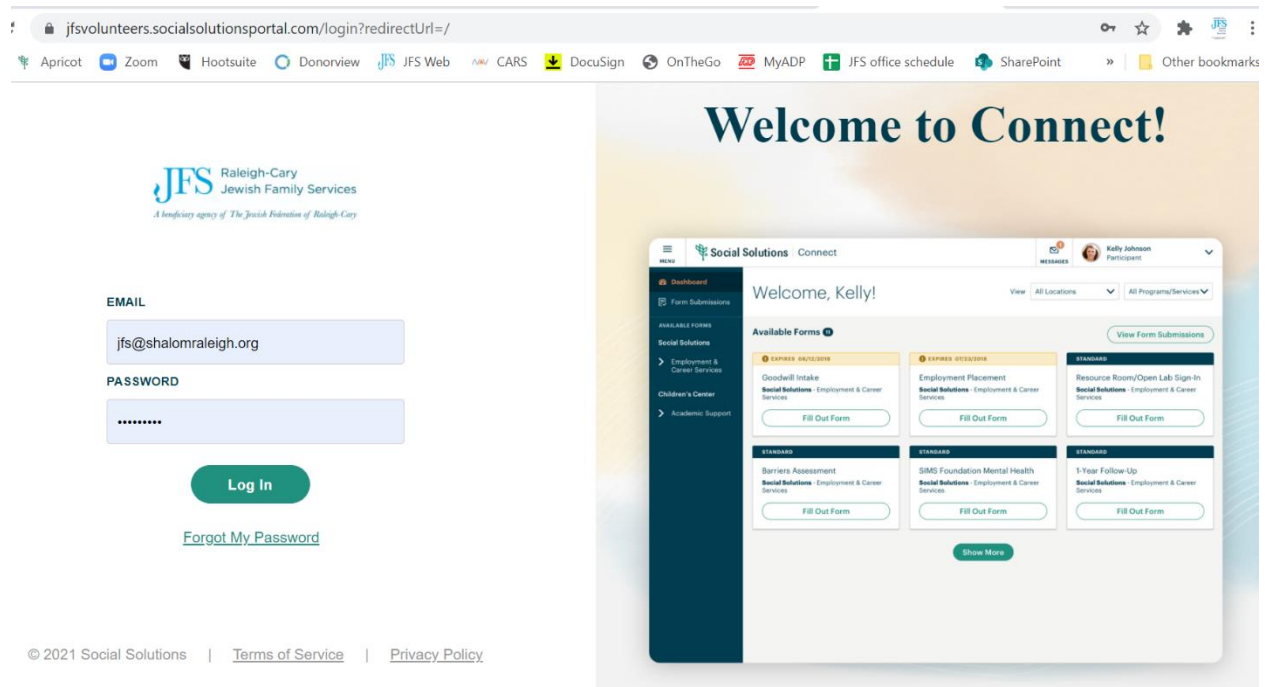 jfsvolunteers.socialsolutionsportal.com/login?redirectUrl=/
JFS
Apricot Zoom Hootsuite Donorview JFS JFS Web CARS DocuSign OnTheGo MyADP JFS office schedule SharePoint » Other bookmarks
Welcome to Connect!
JFS Raleigh-Cary
Jewish Family Services
A beneficiary agency of The Jewish Federation of Raleigh-Cary
EMAIL
jfs@shalomraleigh.org
PASSWORD
•••••••••
Log In
Forgot My Password
© 2021 Social Solutions | Terms of Service | Privacy Policy
MENU
Social Solutions Connect
1
MESSAGES
Kelly Johnson
Participant
Dashboard
Form Submissions
AVAILABLE FORMS
Social Solutions
Employment &
Career Services
Children's Center
Academic Support
Welcome, Kelly!
View All Locations All Programs/Services
Available Forms
View Form Submissions
EXPIRES 06/12/2018
Goodwill Intake
Social Solutions - Employment & Career
Services
Fill Out Form
EXPIRES 07/23/2018
Employment Placement
Social Solutions - Employment & Career
Services
Fill Out Form
STANDARD
Resource Room/Open Lab Sign-In
Social Solutions - Employment & Career
Services
Fill Out Form
STANDARD
Barriers Assessment
Social Solutions - Employment & Career
Services
Fill Out Form
STANDARD
SIMS Foundation Mental Health
Social Solutions - Employment & Career
Services
Fill Out Form
STANDARD
1-Year Follow-Up
Social Solutions - Employment & Career
Services
Fill Out Form
Show More